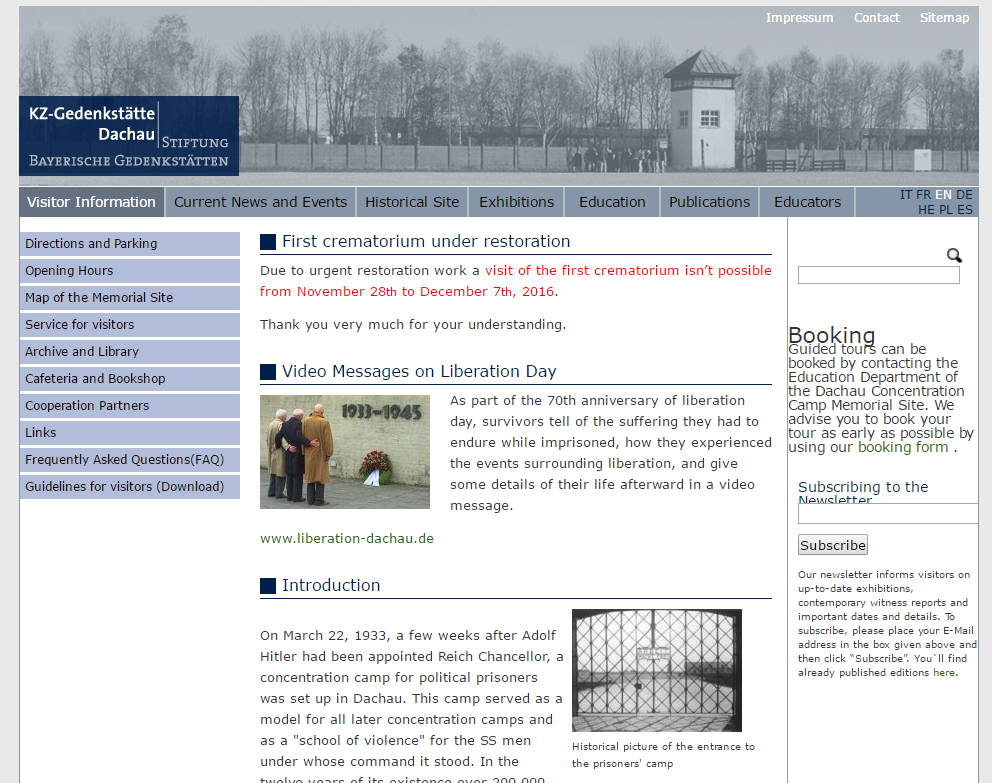 Impressum Contact Sitemap
KZ-Gedenkstätte
Dachau
STIFTUNG
BAYERISCHE GEDENKSTÄTTEN
Visitor Information Current News and Events Historical Site Exhibitions Education Publications Educators
IT FR EN DE
HE PL ES
Directions and Parking
Opening Hours
Map of the Memorial Site
Service for visitors
Archive and Library
Cafeteria and Bookshop
Cooperation Partners
Links
Frequently Asked Questions(FAQ)
Guidelines for visitors (Download)
First crematorium under restoration
Due to urgent restoration work a visit of the first crematorium isn’t possible
from November 28th to December 7th, 2016.
Thank you very much for your understanding.
Video Messages on Liberation Day
1933-1945
As part of the 70th anniversary of liberation
day, survivors tell of the suffering they had to
endure while imprisoned, how they experienced
the events surrounding liberation, and give
some details of their life afterward in a video
message.
www.liberation-dachau.de
Introduction
On March 22, 1933, a few weeks after Adolf
Hitler had been appointed Reich Chancellor, a
concentration camp for political prisoners
was set up in Dachau. This camp served as a
model for all later concentration camps and
as a "school of violence" for the SS men
under whose command it stood. In the
twelve years of its existence over 200.000
Historical picture of the entrance to
the prisoners' camp
Booking
Guided tours can be
booked by contacting the
Education Department of
the Dachau Concentration
Camp Memorial Site. We
advise you to book your
tour as early as possible by
using our booking form .
Subscribing to the
Newsletter
Subscribe
Our newsletter informs visitors on
up-to-date exhibitions,
contemporary witness reports and
important dates and details. To
subscribe, please place your E-Mail
address in the box given above and
then click “Subscribe”. You`ll find
already published editions here.